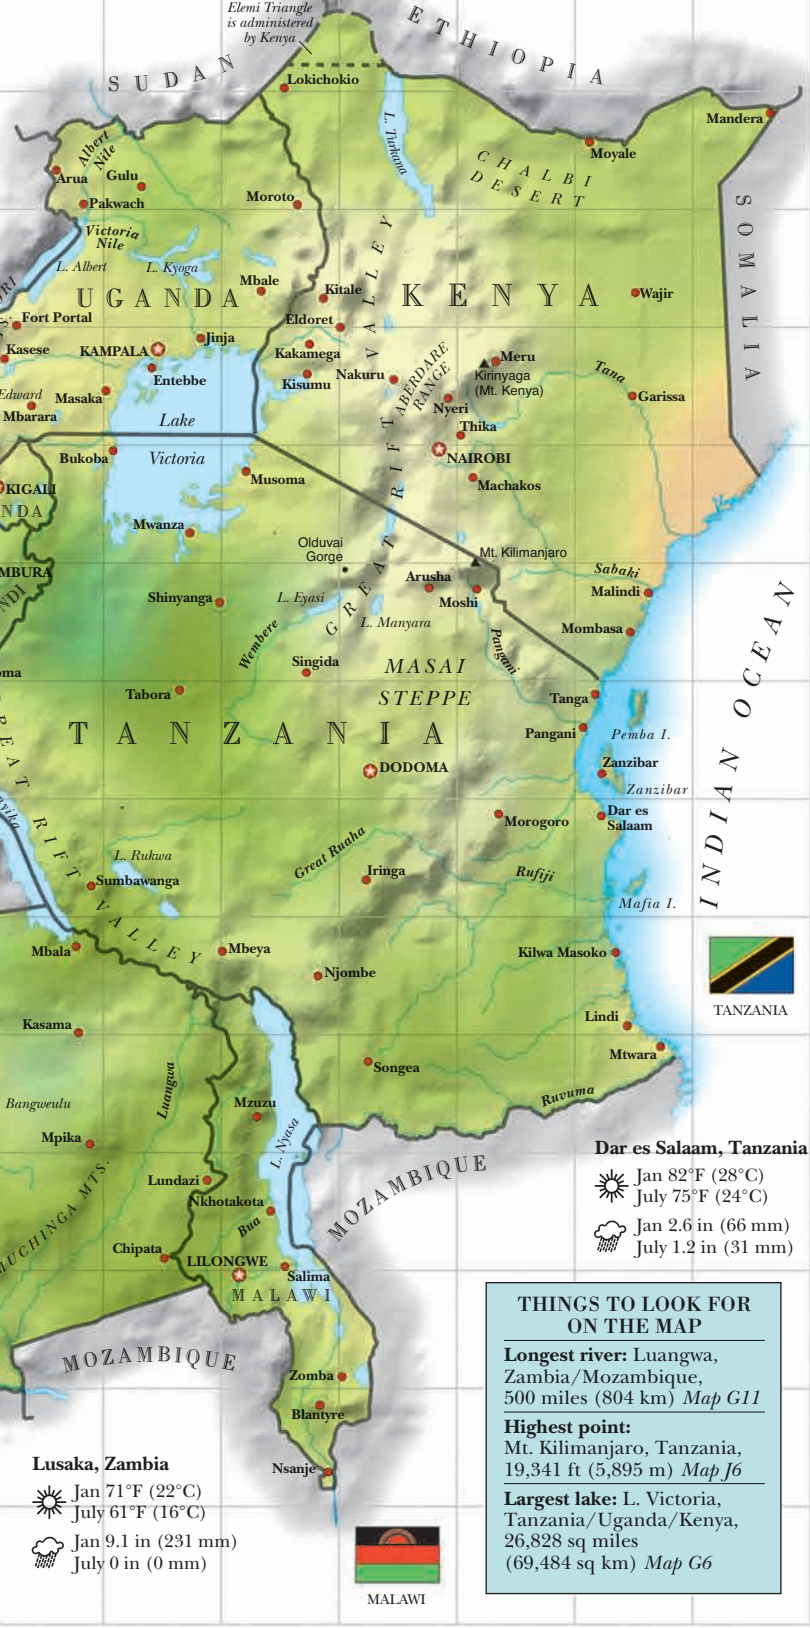 Elemi Triangle
is administered
by Kenya
ETHIOPIA
SUDAN
Lokichokio
Mandera
L. Turkana
Albert
Nile
Moyale
CHALBI
DESERT
Arua
Gulu
Pakwach
Moroto
SOMALIA
Victoria
Nile
L. Albert
L. Kyoga
Mbale
Kitale
UGANDA
KENYA
Wajir
Fort Portal
Eldoret
Jinja
Kasese
KAMPALA
Kakamega
Meru
Kirinyaga
(Mt. Kenya)
Entebbe
Kisumu
Nakuru
ABERDARE
RANGE
Tana
Garissa
Edward
Masaka
Mbarara
Nyeri
Lake
Victoria
Thika
Bukoba
NAIROBI
Musoma
Machakos
KIGALI
NDA
GREAT RIFT VALLEY
Mwanza
Olduvai
Gorge
Mt. Kilimanjaro
MBURA
NDI
Arusha
Sabaki
Malindi
Shinyanga
L. Eyasi
Moshi
L. Manyara
Mombasa
Wembere
Pangani
Singida
MASAI
STEPPE
oma
Tabora
Tanga
INDIAN OCEAN
TANZANIA
Pangani
Pemba I.
DODOMA
Zanzibar
Zanzibar
Dar es
Salaam
Morogoro
EAT RIFT VALLEY
nyika
L. Rukwa
Great Ruaha
Iringa
Rufiji
Sumbawanga
Mafia I.
Mbala
Mbeya
Kilwa Masoko
Njombe
TANZANIA
Kasama
Lindi
Mtwara
Songea
Luangwa
Ruvuma
Bangweulu
Mzuzu
Mpika
L. Nyasa
MOZAMBIQUE
Lundazi
Nkhotakota
MUCHINGA MTS.
Bua
Chipata
LILONGWE
Salima
MALAWI
MOZAMBIQUE
Zomba
Blantyre
Nsanje
Dar es Salaam, Tanzania
Jan 82°F (28°C)
July 75°F (24°C)
Jan 2.6 in (66 mm)
July 1.2 in (31 mm)
THINGS TO LOOK FOR
ON THE MAP
Longest river: Luangwa,
Zambia/Mozambique,
500 miles (804 km) Map G11
Highest point:
Mt. Kilimanjaro, Tanzania,
19,341 ft (5,895 m) Map J6
Largest lake: L. Victoria,
Tanzania/Uganda/Kenya,
26,828 sq miles
(69,484 sq km) Map G6
Lusaka, Zambia
Jan 71°F (22°C)
July 61°F (16°C)
Jan 9.1 in (231 mm)
July 0 in (0 mm)
MALAWI